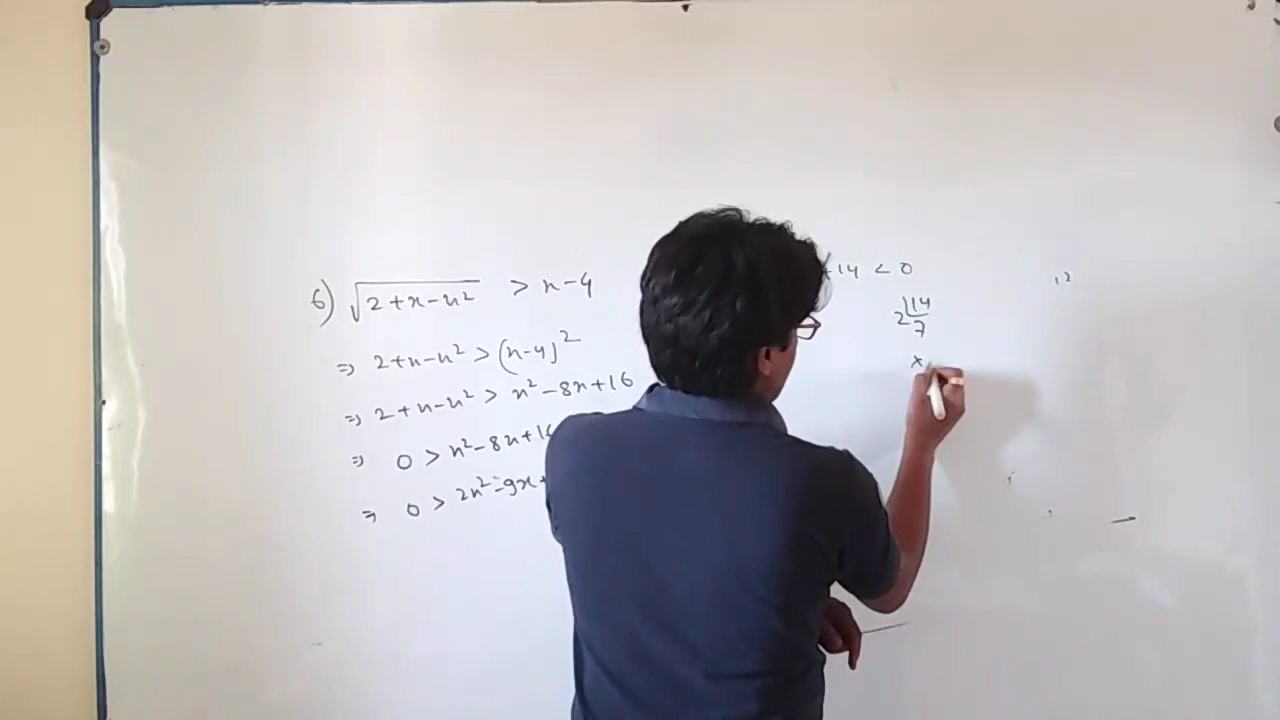 6) √(2+x-x²) > x-4
⇒ 2+x-x² > (x-4)²
⇒ 2+x-x² > x²-8x+16
⇒ 0 > x²-8x+16
⇒ 0 > 2x²-9x+
+14 < 0
2|14
7
x